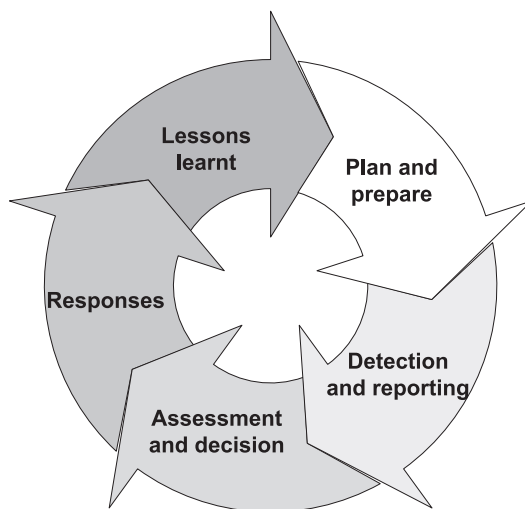 Lessons
learnt
Plan and
prepare
Detection
and reporting
Assessment
and decision
Responses